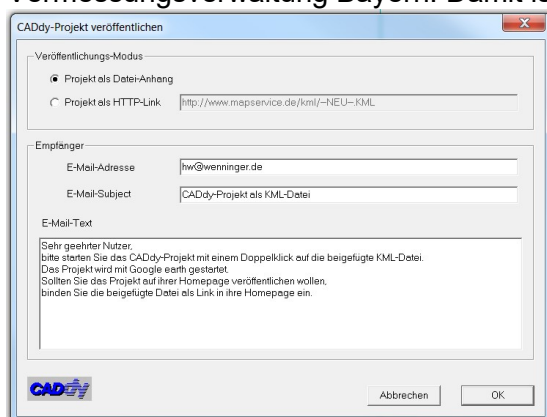 Vermessungsverwaltung Bayern. Damit is
CADdy-Projekt veröffentlichen
Veröffentlichungs-Modus
Projekt als Datei-Anhang
Projekt als HTTP-Link http://www.mapservice.de/kml/~NEU~.KML
Empfänger
E-Mail-Adresse hw@wenninger.de
E-Mail-Subject CADdy-Projekt als KML-Datei
E-Mail-Text
Sehr geehrter Nutzer,
bitte starten Sie das CADdy-Projekt mit einem Doppelklick auf die beigefügte KML-Datei.
Das Projekt wird mit Google earth gestartet.
Sollten Sie das Projekt auf ihrer Homepage veröffentlichen wollen,
binden Sie die beigefügte Datei als Link in ihre Homepage ein.
CADdy
Abbrechen OK